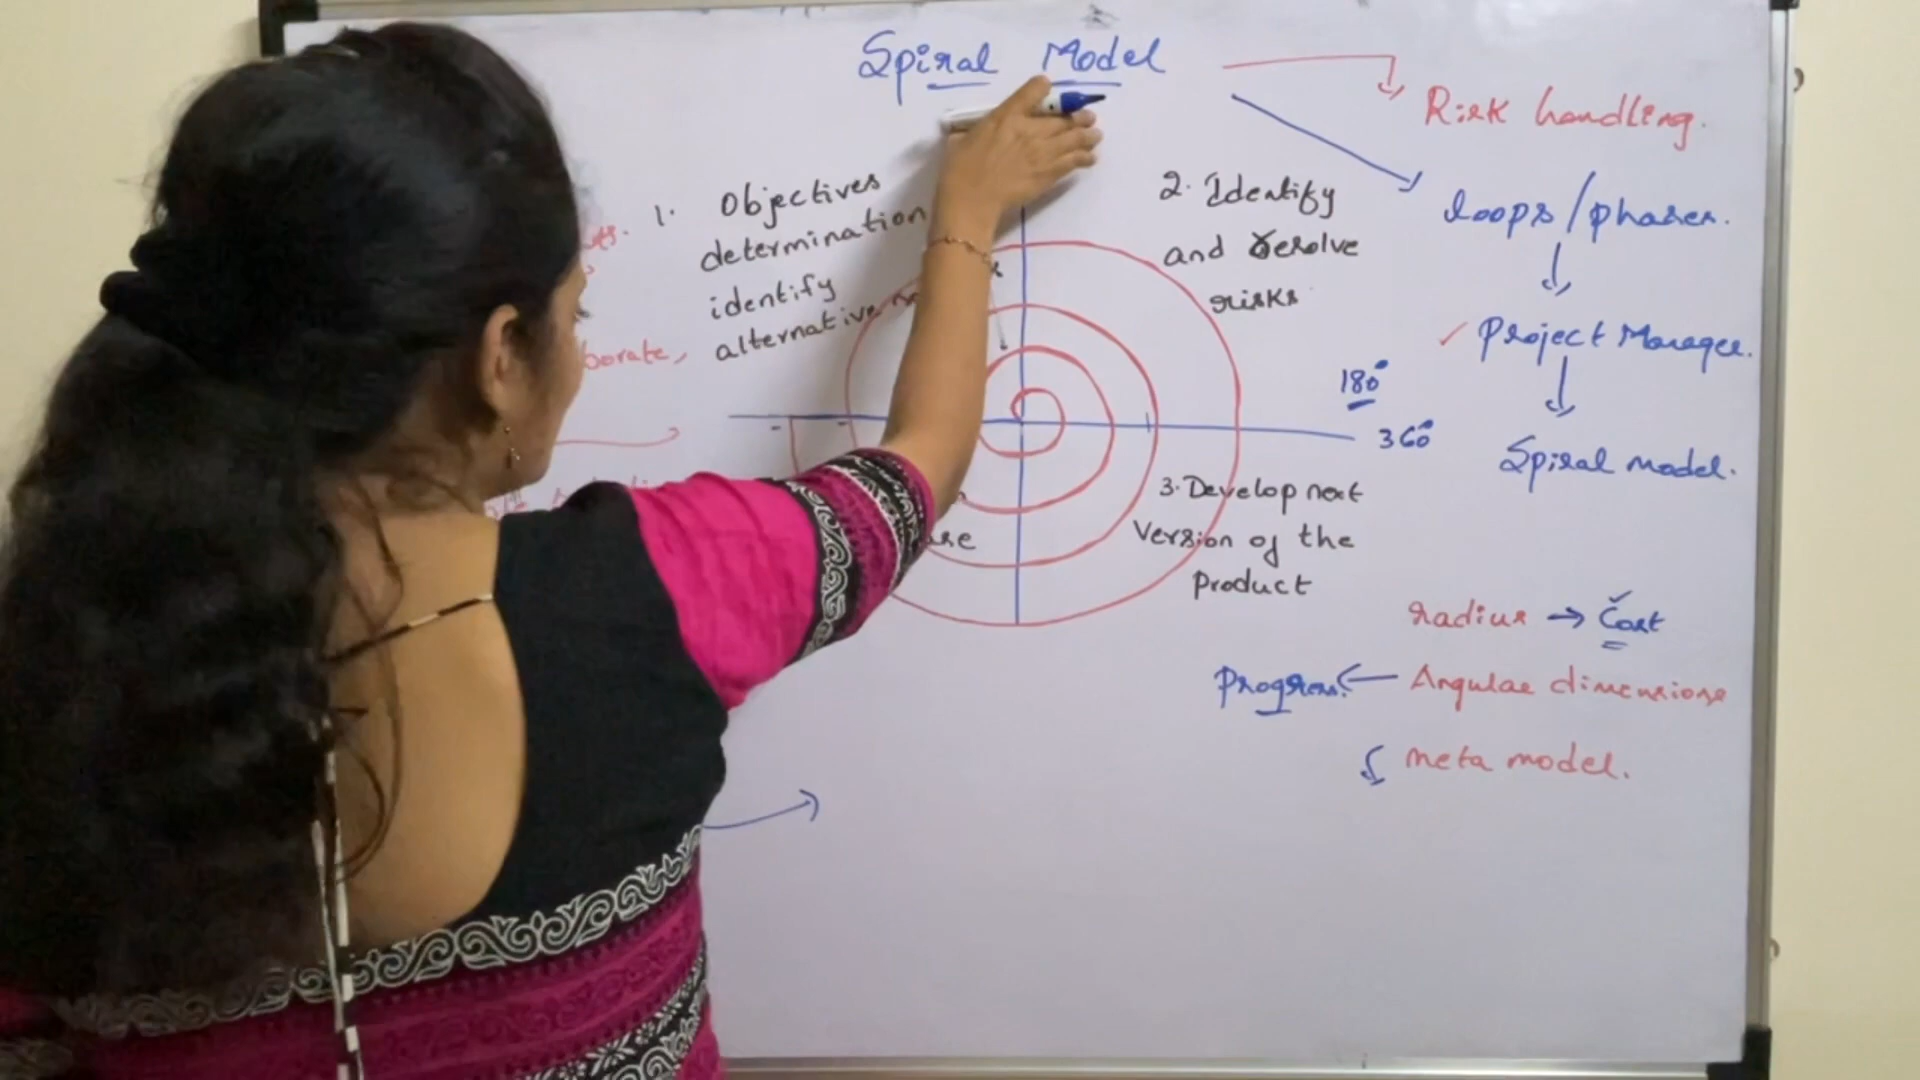 Spiral Model
Risk handling.
loops/phases.
Project Manager.
Spiral model.
1. Objectives
determination
identify
alternative
2. Identify
and resolve
risks
180°
360°
3. Develop next
Version of the
Product
radius → Cost
Progress. ← Angular dimensions
meta model.